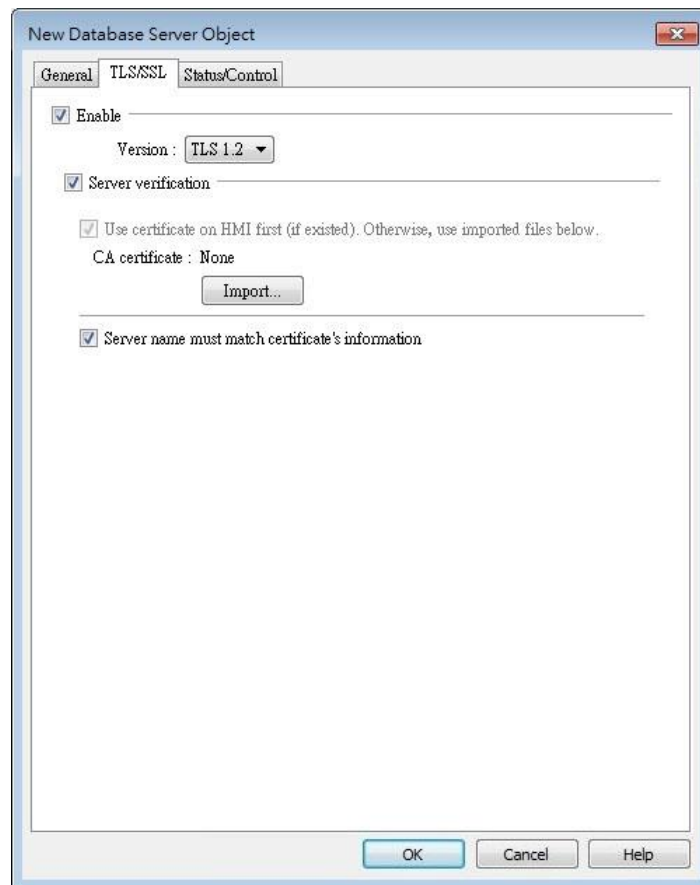 New Database Server Object
General TLS/SSL Status/Control
Enable
Version : TLS 1.2
Server verification
Use certificate on HMI first (if existed). Otherwise, use imported files below.
CA certificate : None
Import...
Server name must match certificate's information
OK Cancel Help